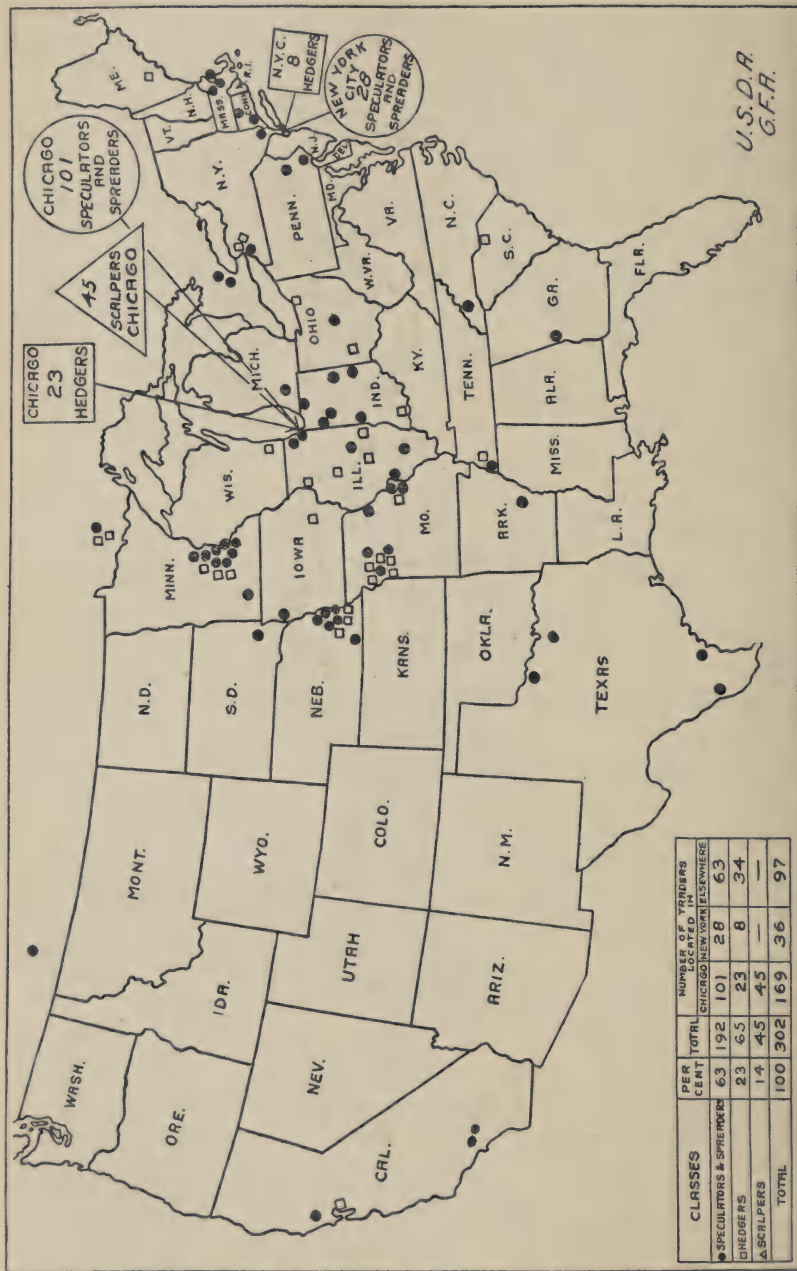 CHICAGO
23
HEDGERS
45
SCALPERS
CHICAGO
CHICAGO
101
SPECULATORS
AND
SPREADERS
N.Y.C.
8
HEDGERS
NEW YORK
CITY
28
SPECULATORS
AND
SPREADERS
WASH.
ORE.
CAL.
NEV.
IDA.
MONT.
WYO.
UTAH
ARIZ.
COLO.
N.M.
N.D.
S.D.
NEB.
KANS.
OKLA.
TEXAS
MINN.
IOWA
MO.
ARK.
LA.
WIS.
ILL.
MICH.
IND.
OHIO
KY.
TENN.
MISS.
ALA.
GA.
FLA.
S.C.
N.C.
VA.
W.VA.
MD.
DEL.
N.J.
PENN.
N.Y.
VT.
N.H.
ME.
MASS.
CONN.
R.I.
CLASSES PER CENT TOTAL NUMBER OF TRADERS LOCATED IN
CHICAGO NEW YORK ELSEWHERE
● SPECULATORS & SPREADERS 63 192 101 28 63
□ HEDGERS 23 65 23 8 34
△ SCALPERS 14 45 45 — —
TOTAL 100 302 169 36 97
U.S.D.A.
G.F.A.